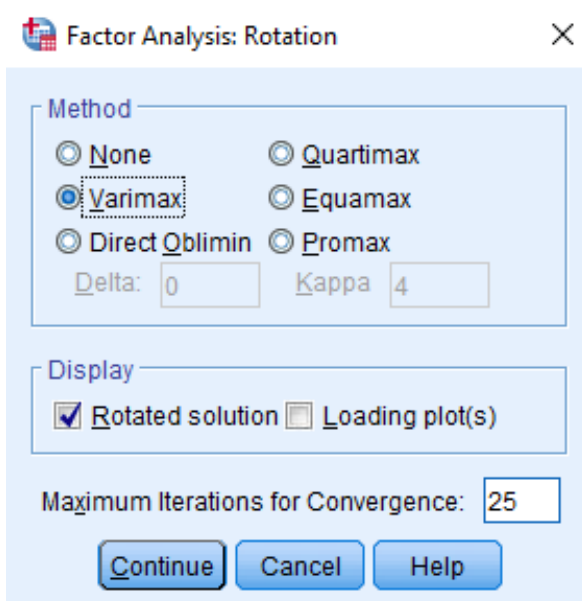 Factor Analysis: Rotation
Method
None Quartimax
Varimax Equamax
Direct Oblimin Promax
Delta: 0 Kappa 4
Display
Rotated solution Loading plot(s)
Maximum Iterations for Convergence: 25
Continue Cancel Help